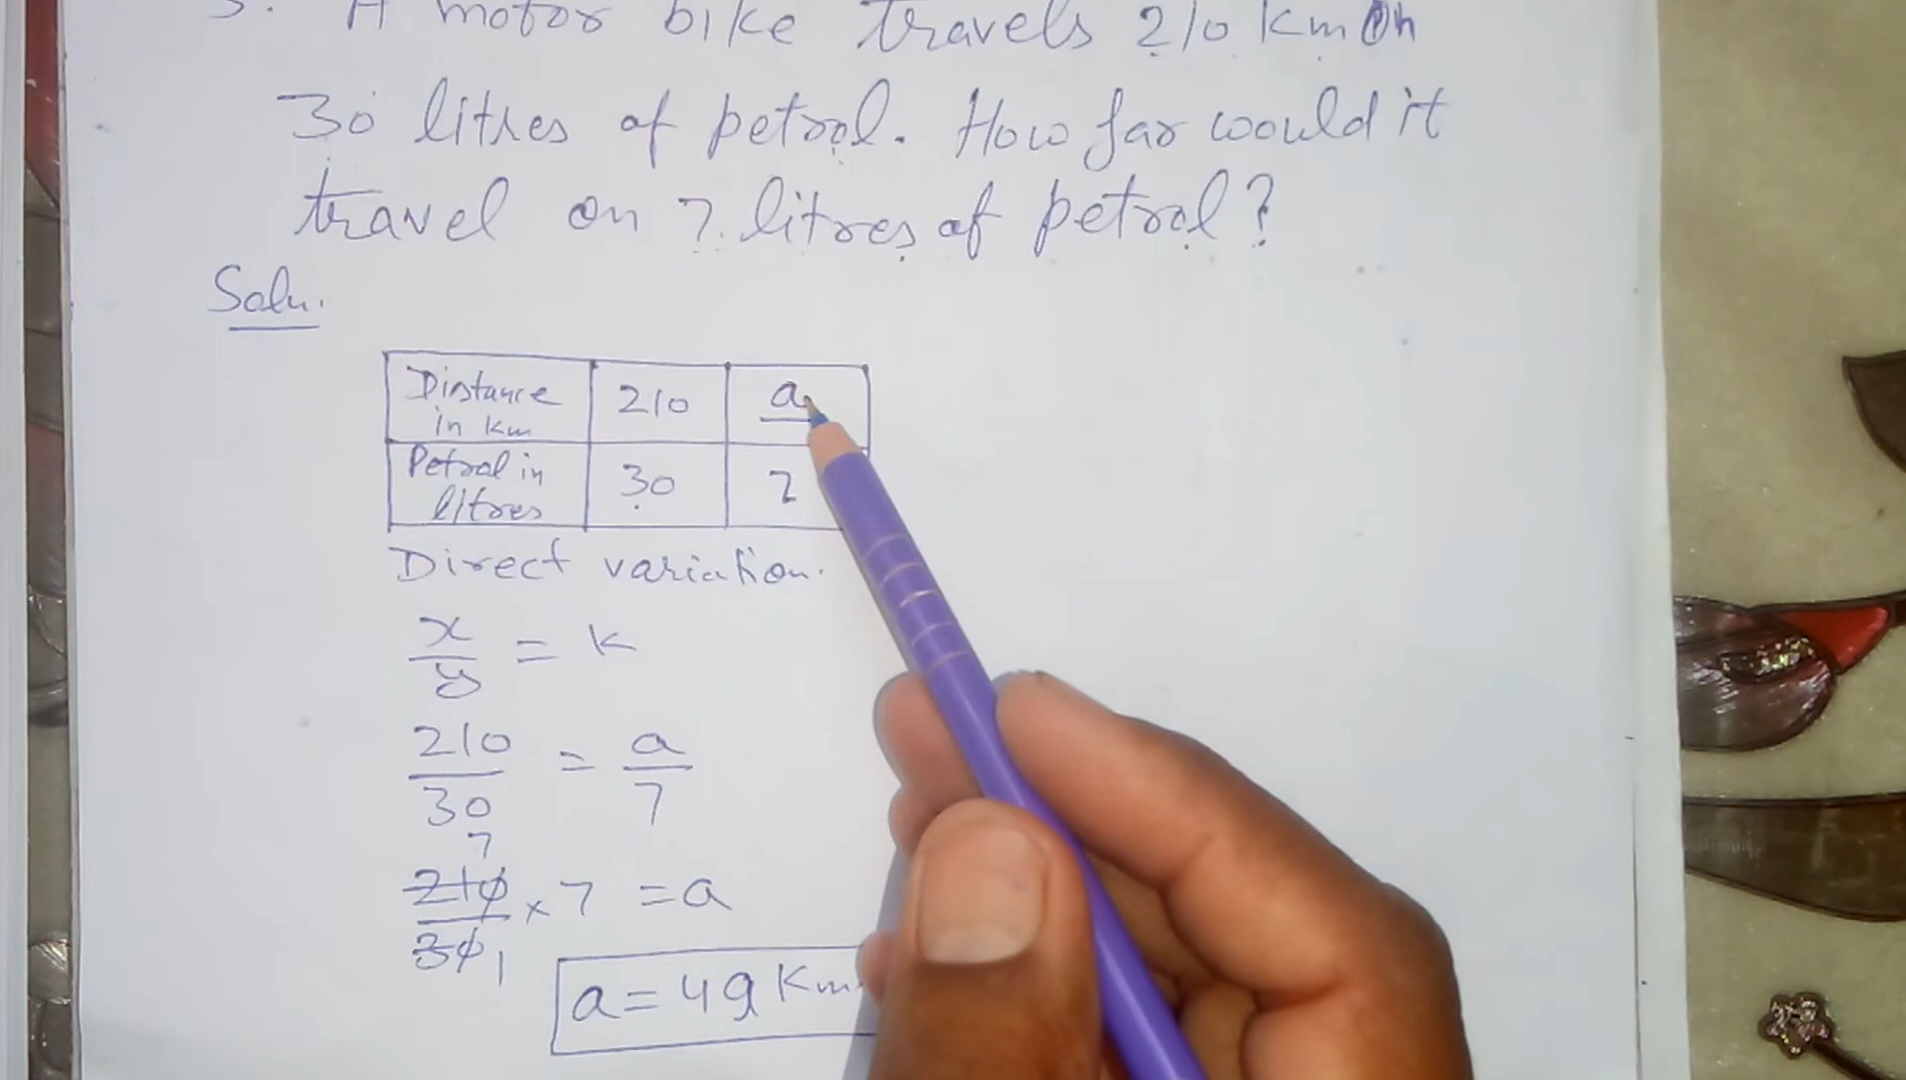 3. A motor bike travels 210 km On
30 litres of petrol. How far would it
travel on 7 litres of petrol?
Solu.
Distance in km 210 a
Petrol in litres 30 7
Direct variation.
x/y = k
210/30 = a/7
7
210/30 × 7 = a
1
a = 49 Km.